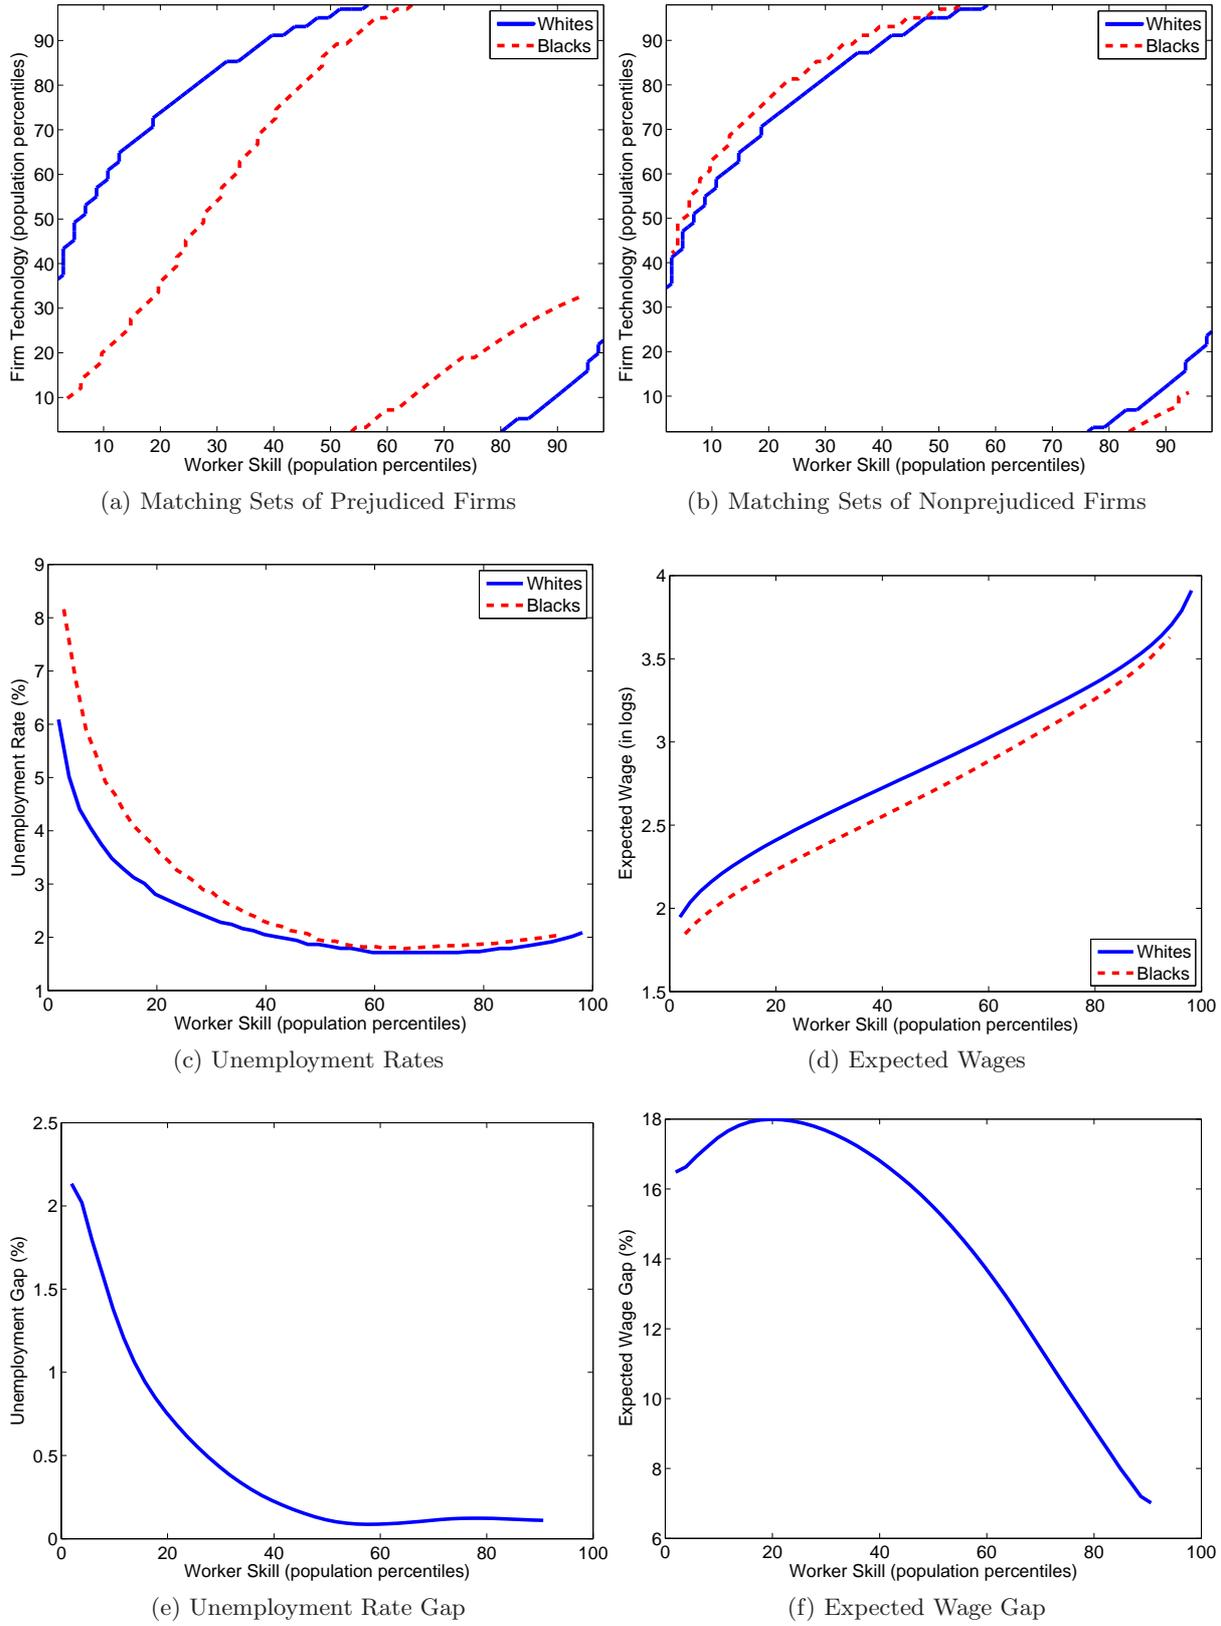 Firm Technology (population percentiles)
90
80
70
60
50
40
30
20
10
Whites
Blacks
10 20 30 40 50 60 70 80 90
Worker Skill (population percentiles)
(a) Matching Sets of Prejudiced Firms
Firm Technology (population percentiles)
90
80
70
60
50
40
30
20
10
Whites
Blacks
10 20 30 40 50 60 70 80 90
Worker Skill (population percentiles)
(b) Matching Sets of Nonprejudiced Firms
Unemployment Rate (%)
9
8
7
6
5
4
3
2
1
Whites
Blacks
0 20 40 60 80 100
Worker Skill (population percentiles)
(c) Unemployment Rates
Expected Wage (in logs)
4
3.5
3
2.5
2
1.5
Whites
Blacks
0 20 40 60 80 100
Worker Skill (population percentiles)
(d) Expected Wages
Unemployment Gap (%)
2.5
2
1.5
1
0.5
0
0 20 40 60 80 100
Worker Skill (population percentiles)
(e) Unemployment Rate Gap
Expected Wage Gap (%)
18
16
14
12
10
8
6
0 20 40 60 80 100
Worker Skill (population percentiles)
(f) Expected Wage Gap